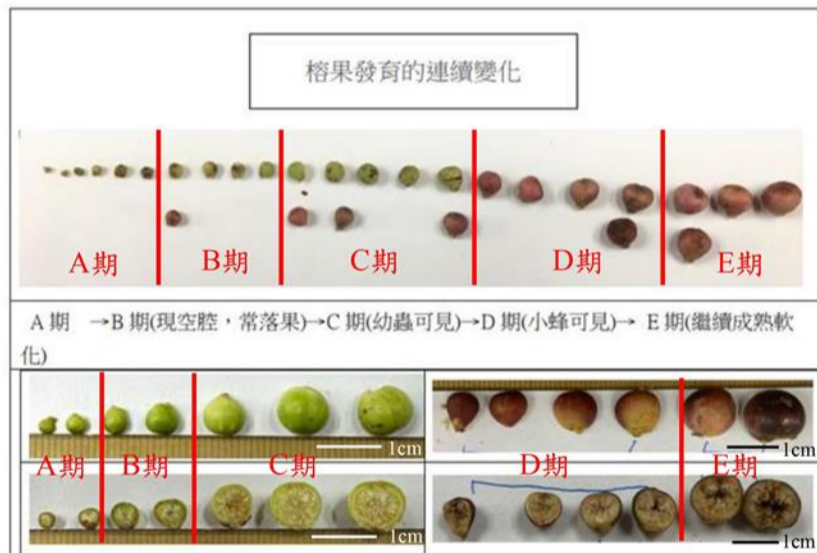 榕果發育的連續變化
A期 B期 C期 D期 E期
A 期 →B 期(現空腔，常落果)→C 期(幼蟲可見)→D 期(小蜂可見)→ E 期(繼續成熟軟
化)
1cm 1cm
A期 B期 C期 D期 E期
1cm 1cm